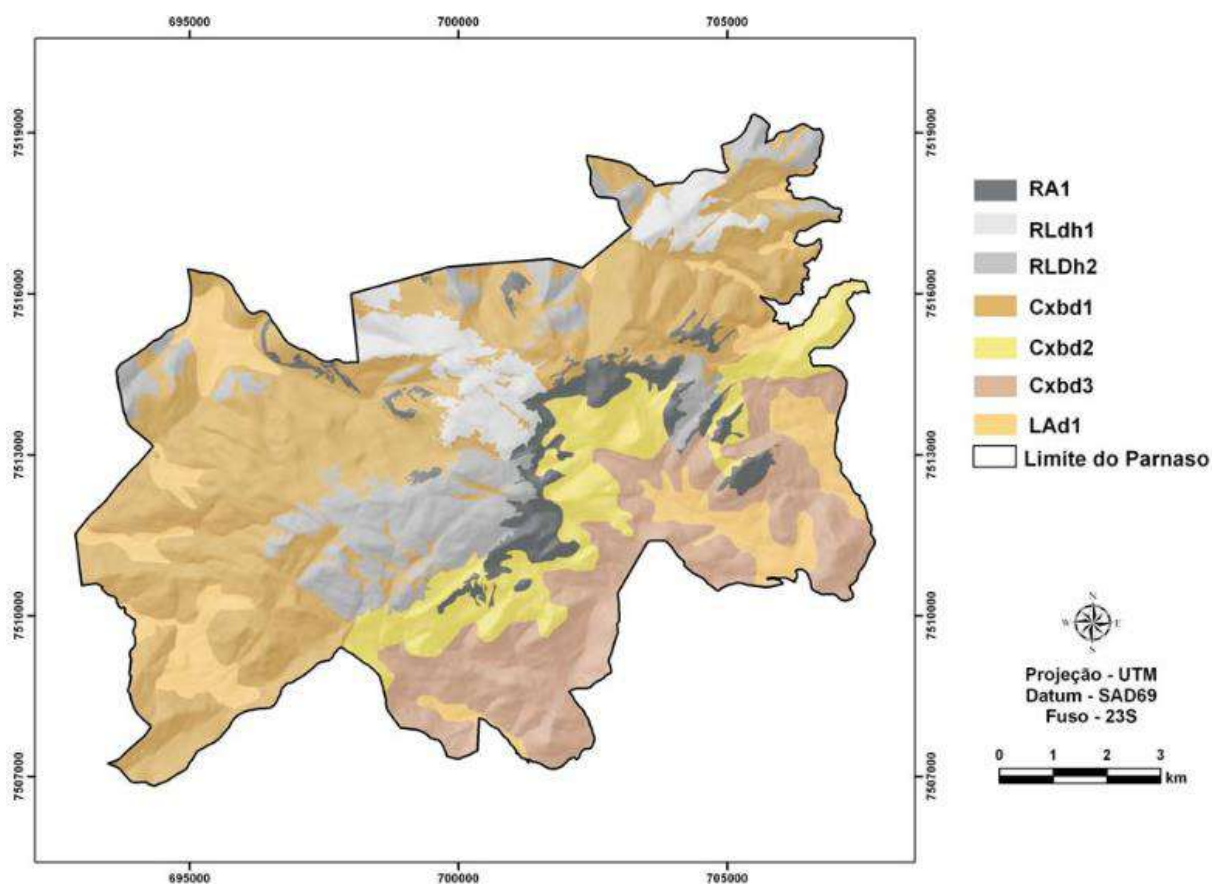 695000 700000 705000
7519000 7519000
7516000 7516000
7513000 7513000
7510000 7510000
7507000 7507000
695000 700000 705000
RA1
RLdh1
RLDh2
Cxbd1
Cxbd2
Cxbd3
LAd1
Limite do Parnaso
N
W E
S
Projeção - UTM
Datum - SAD69
Fuso - 23S
0 1 2 3
km